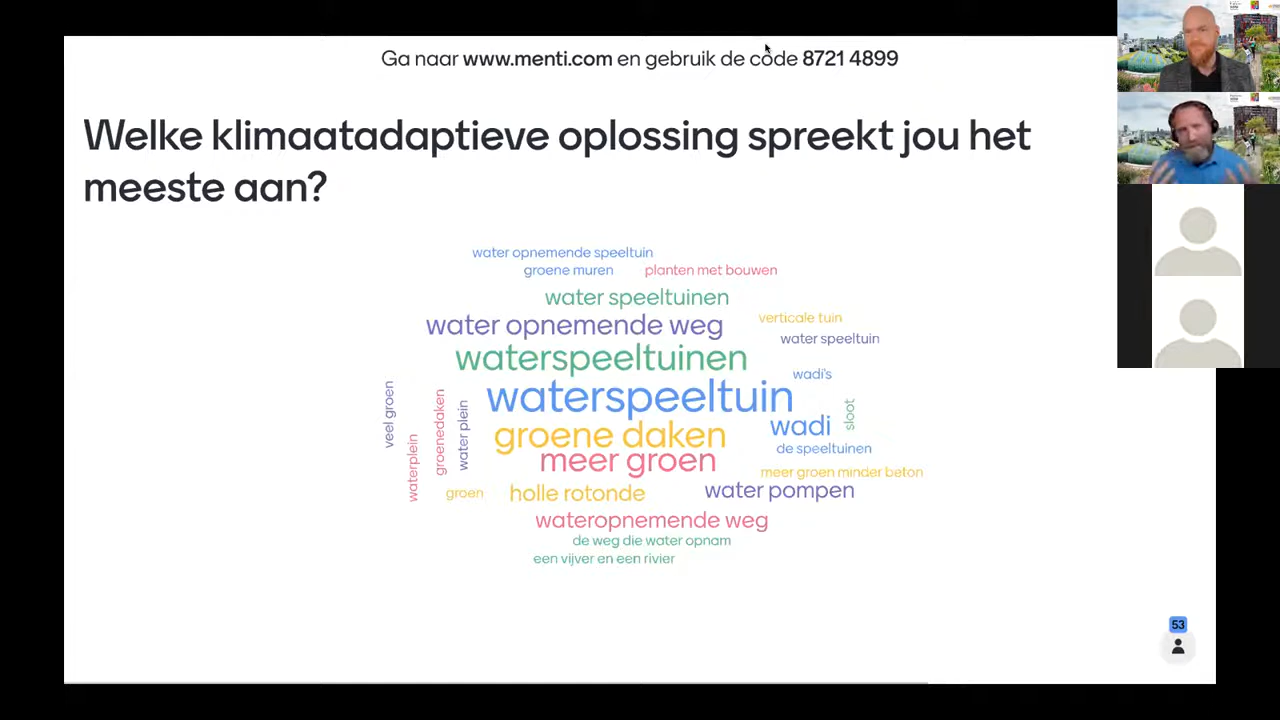 Ga naar www.menti.com en gebruik de code 8721 4899
Welke klimaatadaptieve oplossing spreekt jou het
meeste aan?
water opnemende speeltuin
groene muren
planten met bouwen
water speeltuinen
water opnemende weg
verticale tuin
water speeltuin
waterspeeltuinen
wadi's
waterspeeltuin
veel groen
waterplein
groenedaken
water plein
wadi
sloot
groene daken
de speeltuinen
meer groen
meer groen minder beton
groen
holle rotonde
water pompen
wateropnemende weg
de weg die water opnam
een vijver en een rivier
53